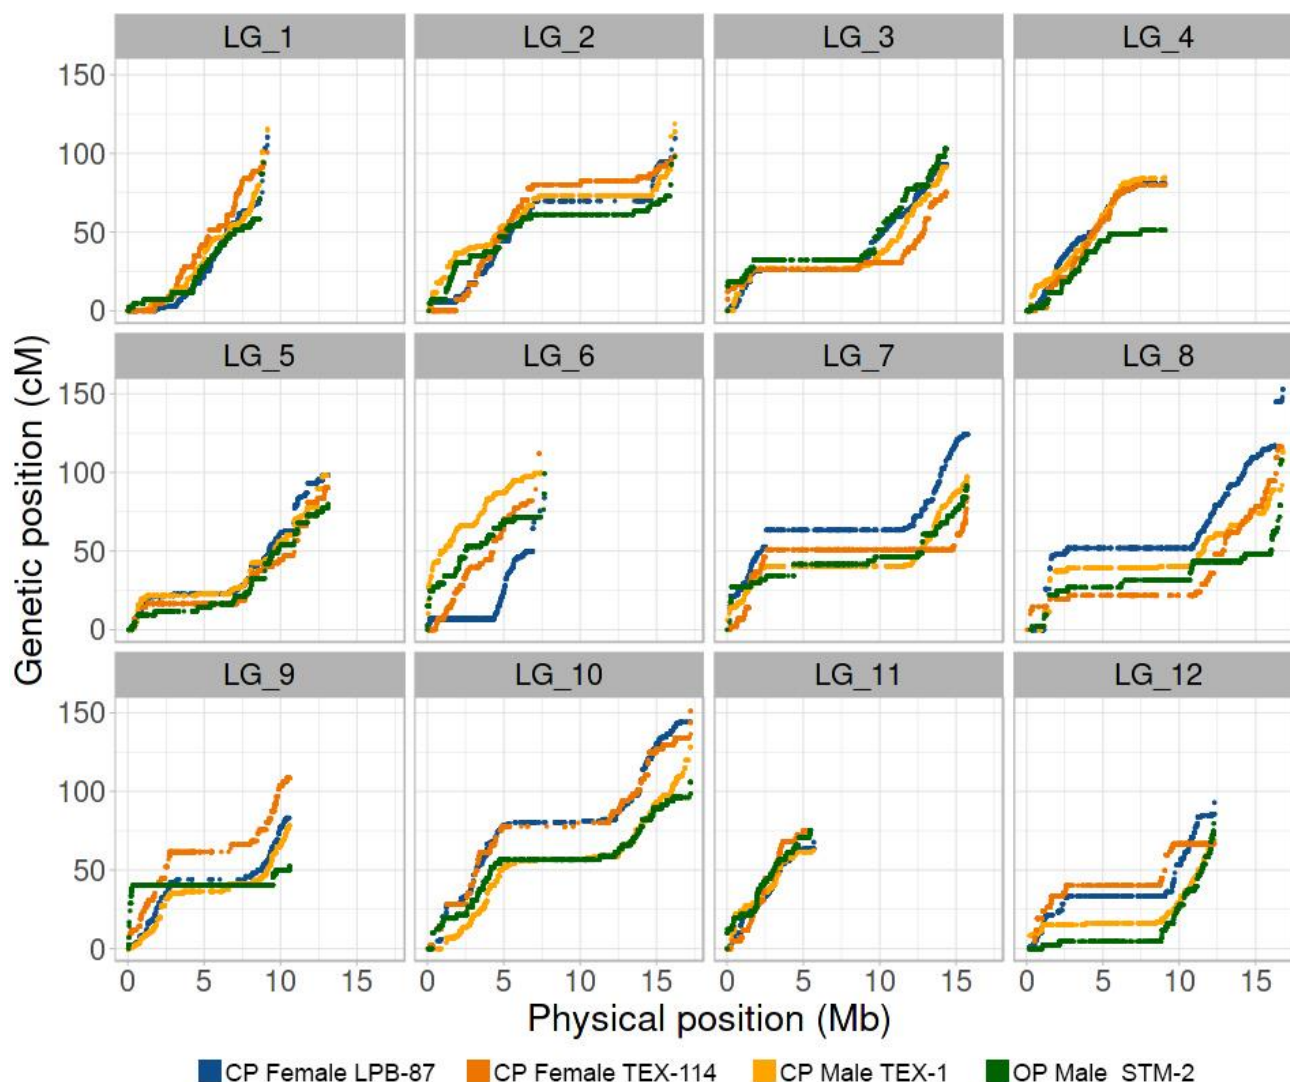 LG_1 LG_2 LG_3 LG_4
150
100
50
0
LG_5 LG_6 LG_7 LG_8
150
100
50
0
LG_9 LG_10 LG_11 LG_12
150
100
50
0
0 5 10 15 0 5 10 15 0 5 10 15 0 5 10 15
Genetic position (cM)
Physical position (Mb)
CP Female LPB-87 CP Female TEX-114 CP Male TEX-1 OP Male STM-2